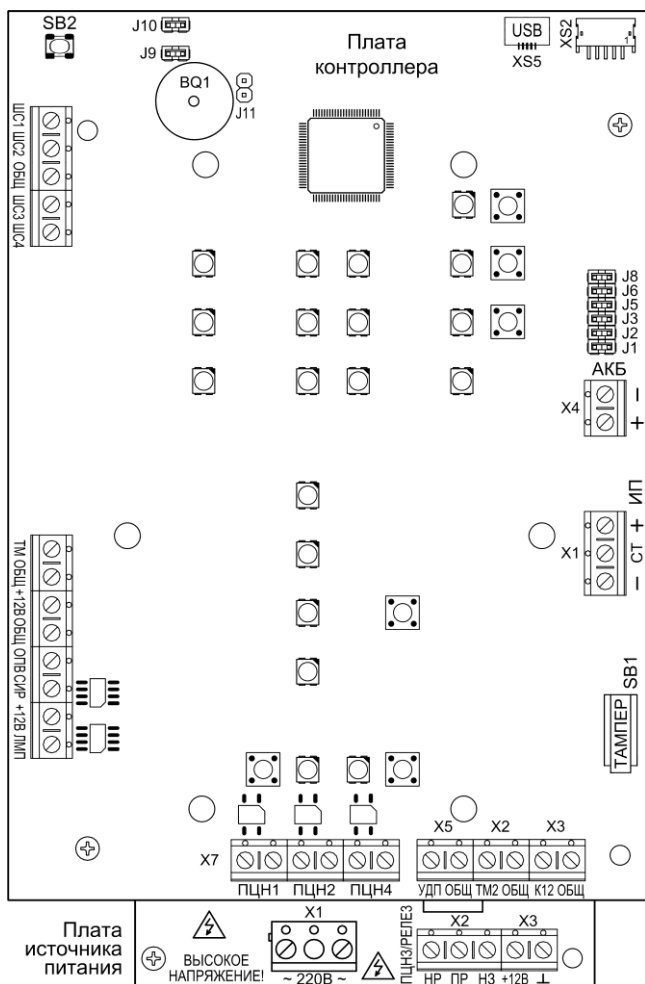 SB2
J10
J9
BQ1
J11
Плата
контроллера
USB
XS5
XS2
1
ШС1 ШС2 ОБЩ ШС3 ШС4
J8
J6
J5
J3
J2
J1
АКБ
X4
–
+
ИП
X1
+ СТ –
ТМ ОБЩ +12В ОБЩ ОПВ СИР +12В ЛМП
SB1
ТАМПЕР
X7
ПЦН1 ПЦН2 ПЦН4
X5 X2 X3
УДП ОБЩ ТМ2 ОБЩ К12 ОБЩ
Плата
источника
питания
ВЫСОКОЕ
НАПРЯЖЕНИЕ!
X1
~ 220В ~
ПЦН3/РЕЛЕ3
X2 X3
НР ПР НЗ +12В ⊥